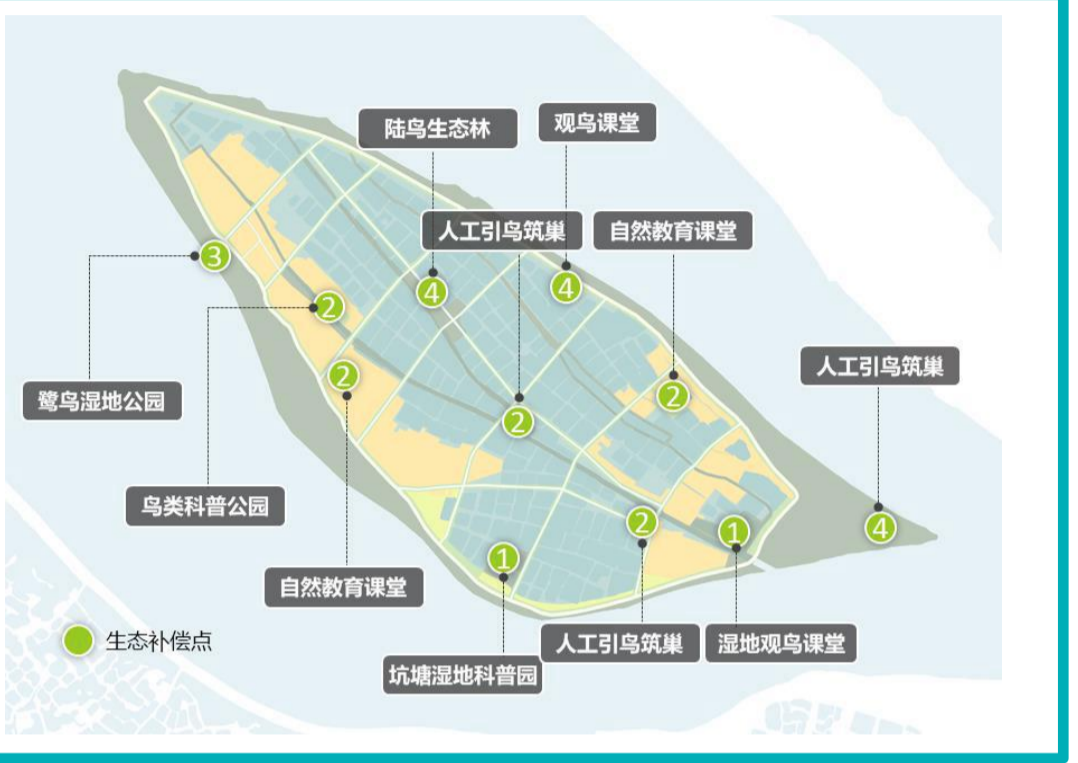 陆鸟生态林
观鸟课堂
人工引鸟筑巢
自然教育课堂
3
4
4
2
人工引鸟筑巢
鹭鸟湿地公园
2
2
2
鸟类科普公园
2
1
4
1
自然教育课堂
生态补偿点
人工引鸟筑巢
湿地观鸟课堂
坑塘湿地科普园